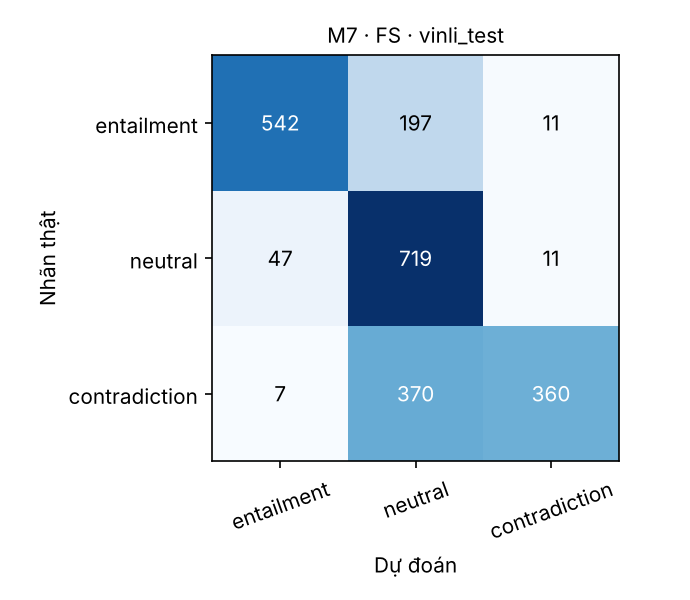 M7 · FS · vinli_test
entailment 542 197 11
Nhãn thật
neutral 47 719 11
contradiction 7 370 360
entailment neutral contradiction
Dự đoán